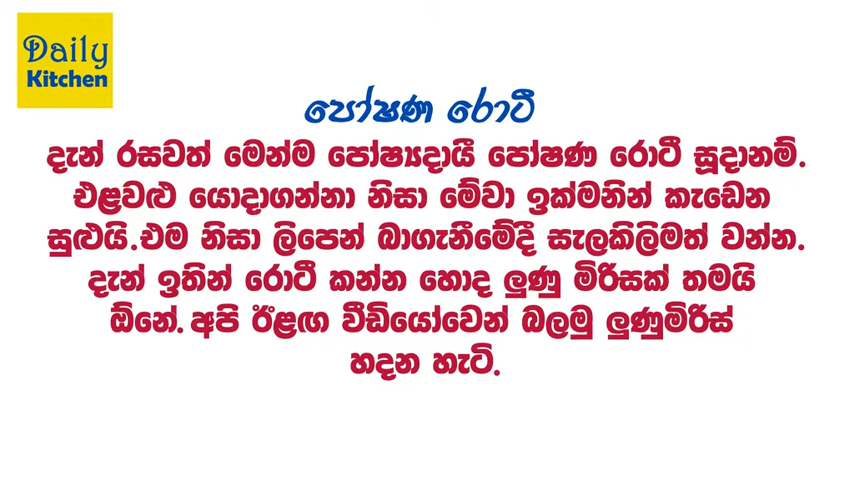 Daily
Kitchen
පෝෂණ රොටී
දැන් රසවත් මෙන්ම පෝෂ්‍යදායී පෝෂණ රොටී සූදානම්.
එළවළු යොදාගන්නා නිසා මේවා ඉක්මනින් කැඩෙන
සුළුයි.එම නිසා ලිපෙන් බාගැනීමේදී සැලකිලිමත් වන්න.
දැන් ඉතින් රොටී කන්න හොද ලුණු මිරිසක් තමයි
ඕනේ. අපි ඊළඟ වීඩියෝවෙන් බලමු ලුණුමිරිස්
හදන හැටි.